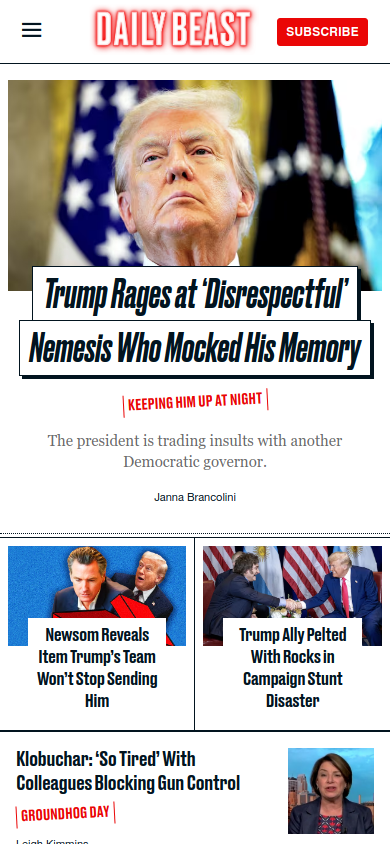 DAILY BEAST
SUBSCRIBE
Trump Rages at ‘Disrespectful’
Nemesis Who Mocked His Memory
KEEPING HIM UP AT NIGHT
The president is trading insults with another
Democratic governor.
Janna Brancolini
Newsom Reveals
Item Trump’s Team
Won’t Stop Sending
Him
Trump Ally Pelted
With Rocks in
Campaign Stunt
Disaster
Klobuchar: ‘So Tired’ With
Colleagues Blocking Gun Control
GROUNDHOG DAY
Leigh Kimmins